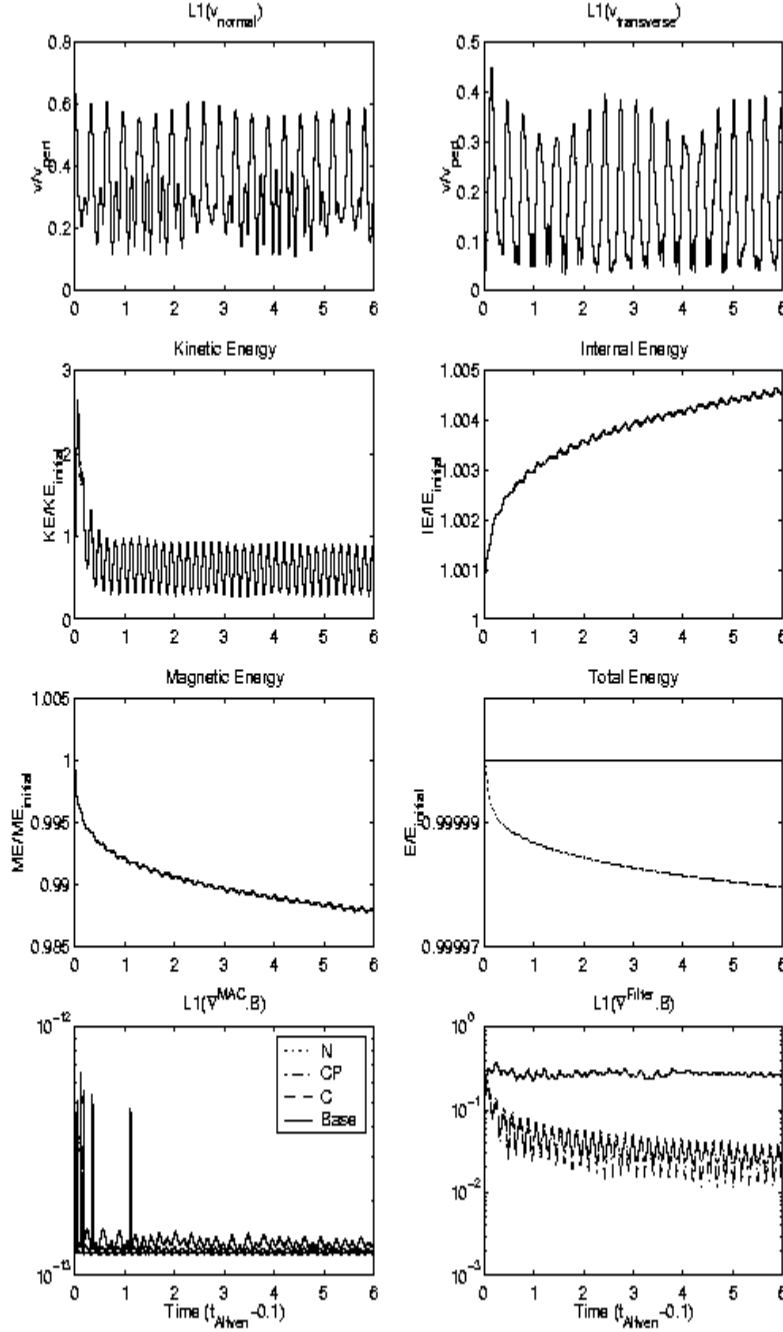 L1(v_normal)
L1(v_transverse)
v/v_pert
0.8
0.6
0.4
0.2
0
0 1 2 3 4 5 6
v/v_pert
0.5
0.4
0.3
0.2
0.1
0
0 1 2 3 4 5 6
Kinetic Energy
Internal Energy
KE/KE_initial
3
2
1
0
0 1 2 3 4 5 6
IE/IE_initial
1.005
1.004
1.003
1.002
1.001
1
0 1 2 3 4 5 6
Magnetic Energy
Total Energy
ME/ME_initial
1.005
1
0.995
0.99
0.985
0 1 2 3 4 5 6
E/E_initial
0.99999
0.99997
0 1 2 3 4 5 6
L1(∇^MAC.B)
L1(∇^Filter.B)
10^-12
10^-13
N
CP
C
Base
0 1 2 3 4 5 6
Time (t_Alfven-0.1)
10^0
10^-1
10^-2
10^-3
0 1 2 3 4 5 6
Time (t_Alfven-0.1)